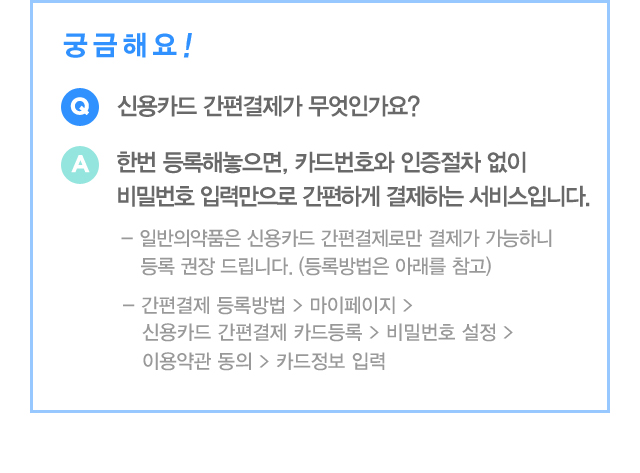 궁금해요!
Q 신용카드 간편결제가 무엇인가요?
A 한번 등록해놓으면, 카드번호와 인증절차 없이
비밀번호 입력만으로 간편하게 결제하는 서비스입니다.
– 일반의약품은 신용카드 간편결제로만 결제가 가능하니
등록 권장 드립니다. (등록방법은 아래를 참고)
– 간편결제 등록방법 > 마이페이지 >
신용카드 간편결제 카드등록 > 비밀번호 설정 >
이용약관 동의 > 카드정보 입력